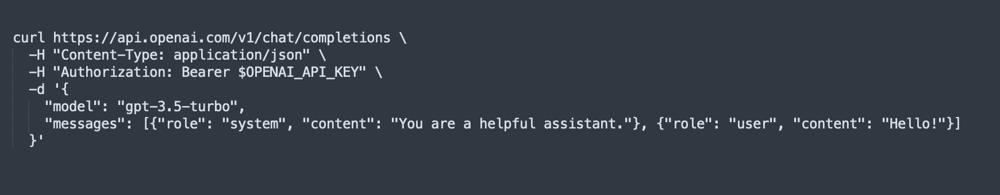 curl https://api.openai.com/v1/chat/completions \
  -H "Content-Type: application/json" \
  -H "Authorization: Bearer $OPENAI_API_KEY" \
  -d '{
    "model": "gpt-3.5-turbo",
    "messages": [{"role": "system", "content": "You are a helpful assistant."}, {"role": "user", "content": "Hello!"}]
  }'